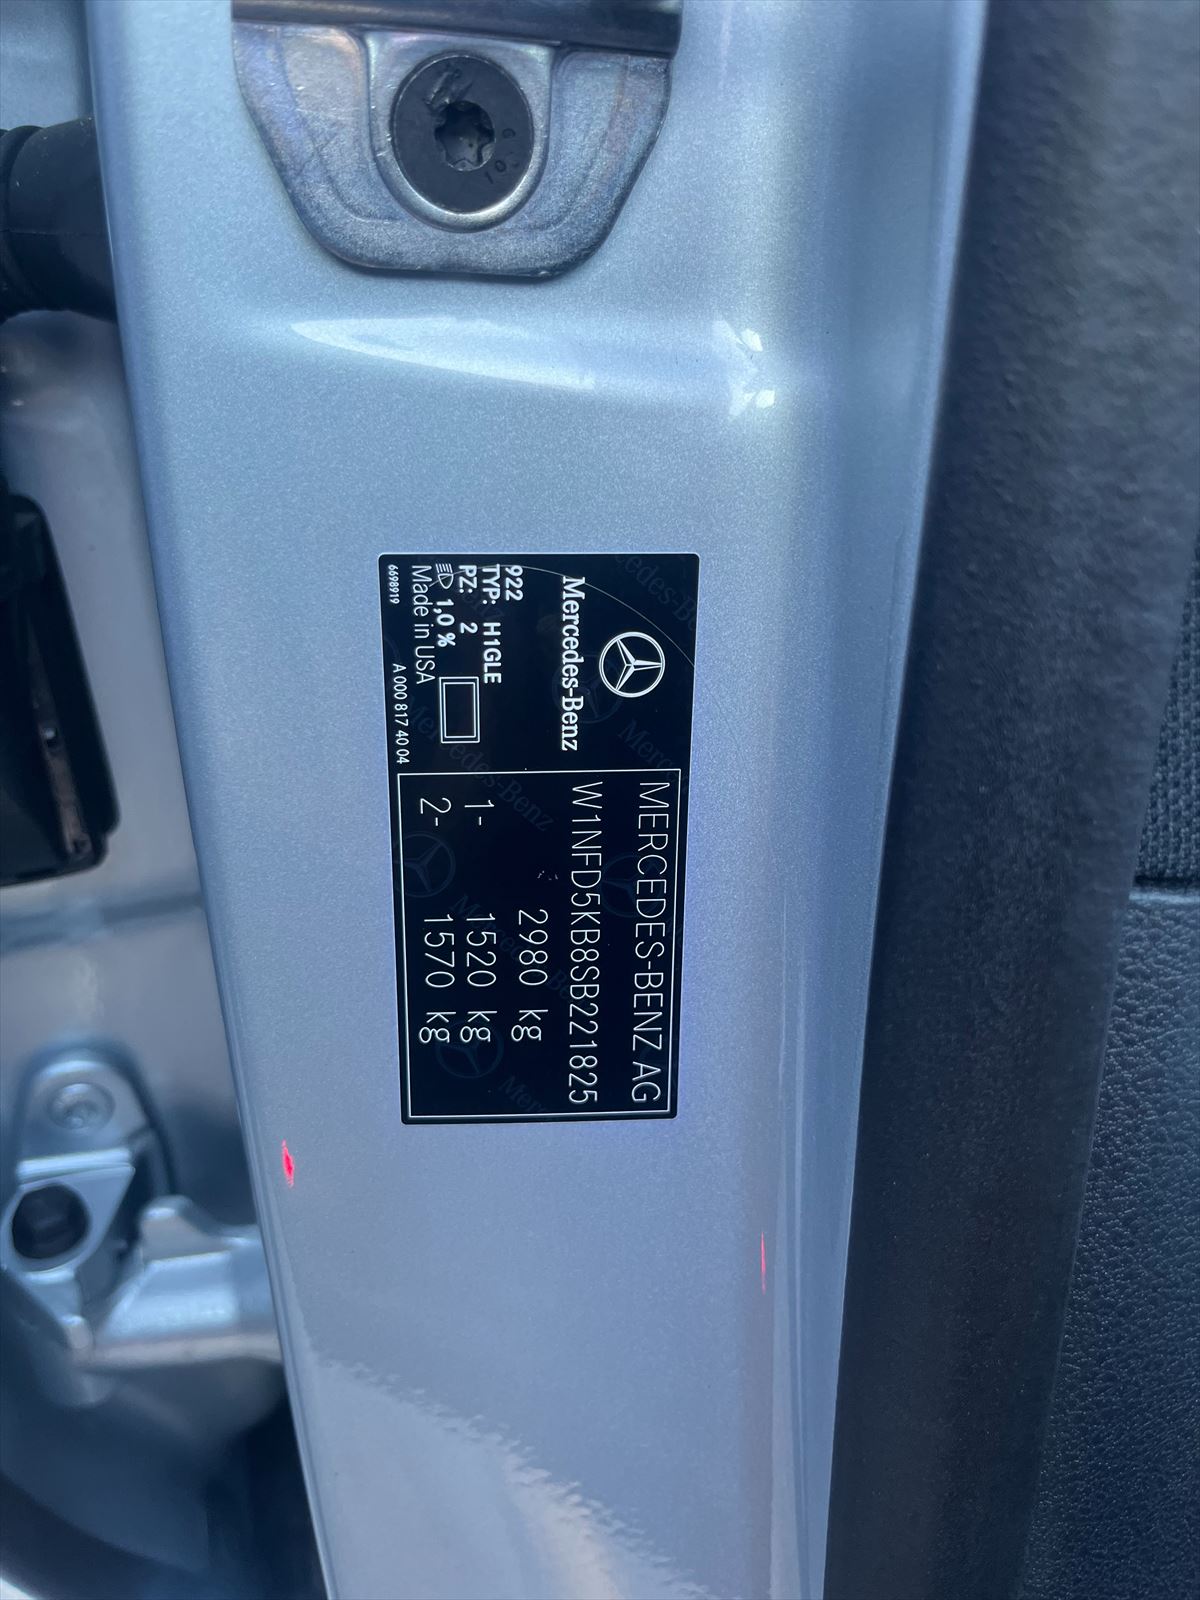 Mercedes-Benz
922
TYP: H1GLE
PZ: 2
1,0 %
Made in USA
6698919
A 000 817 40 04
MERCEDES-BENZ AG
W1NFD5KB8SB221825
2980 kg
1- 1520 kg
2- 1570 kg